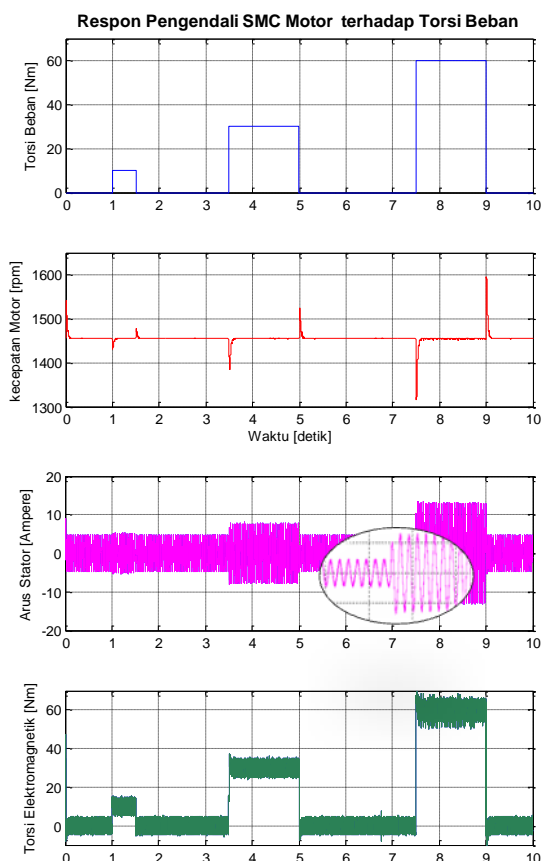 Respon Pengendali SMC Motor  terhadap Torsi Beban
Torsi Beban [Nm]
60
40
20
0
0 1 2 3 4 5 6 7 8 9 10
kecepatan Motor [rpm]
1600
1500
1400
1300
0 1 2 3 4 5 6 7 8 9 10
Waktu [detik]
Arus Stator [Ampere]
20
10
0
-10
-20
0 1 2 3 4 5 6 7 8 9 10
Torsi Elektromagnetik [Nm]
60
40
20
0
0 1 2 3 4 5 6 7 8 9 10